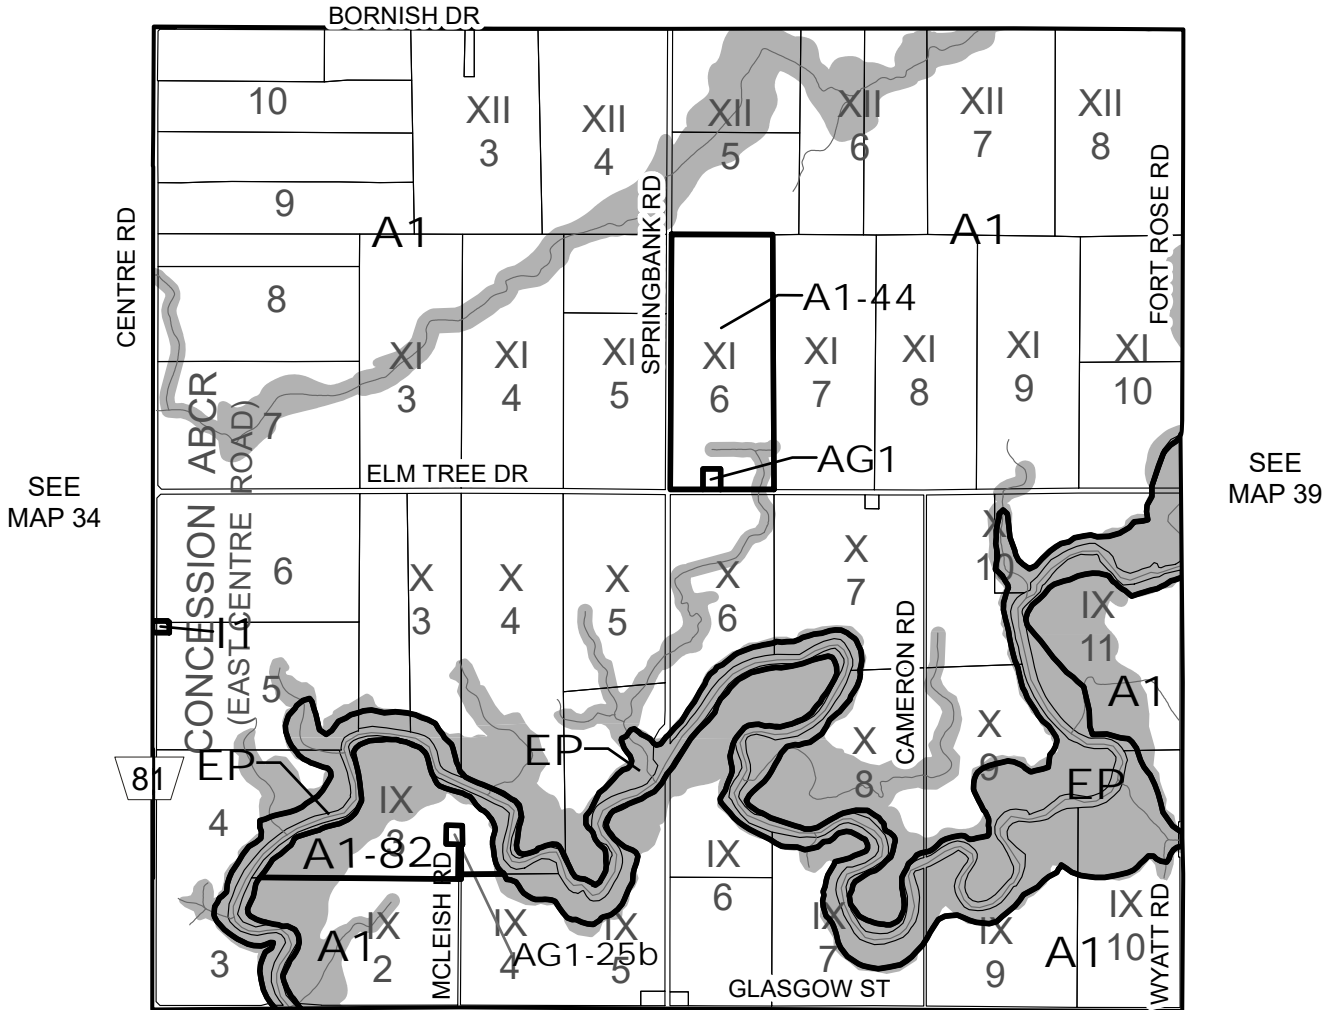 BORNISH DR
10
XII
3
XII
4
XII
5
XII
6
XII
7
XII
8
9
A1
A1
CENTRE RD
SPRINGBANK RD
FORT ROSE RD
8
A1-44
XI
3
XI
4
XI
5
XI
6
XI
7
XI
8
XI
9
XI
10
7
ABCR
CONCESSION
(EAST CENTRE ROAD)
AG1
ELM TREE DR
SEE
MAP 34
SEE
MAP 39
6
X
3
X
4
X
5
X
6
X
7
X
10
IX
11
I1
5
A1
CAMERON RD
EP
EP
X
8
X
9
EP
81
4
IX
3
A1-82
MCLEISH RD
IX
6
3
A1
IX
2
IX
4
AG1-25b
IX
5
IX
7
IX
9
A1
IX
10
WYATT RD
GLASGOW ST